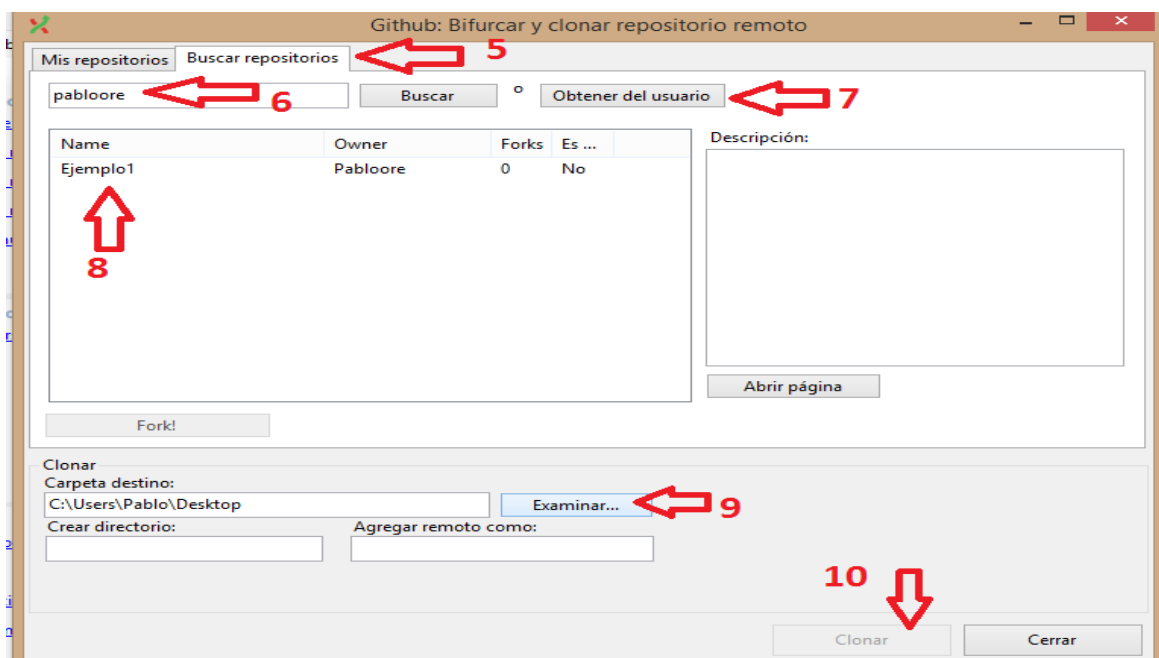 Github: Bifurcar y clonar repositorio remoto
Mis repositorios Buscar repositorios 5
pabloore 6 Buscar o Obtener del usuario 7
Name Owner Forks Es ... Descripción:
Ejemplo1 Pabloore 0 No
8
Abrir página
Fork!
Clonar
Carpeta destino:
C:\Users\Pablo\Desktop Examinar... 9
Crear directorio: Agregar remoto como:
10
Clonar Cerrar